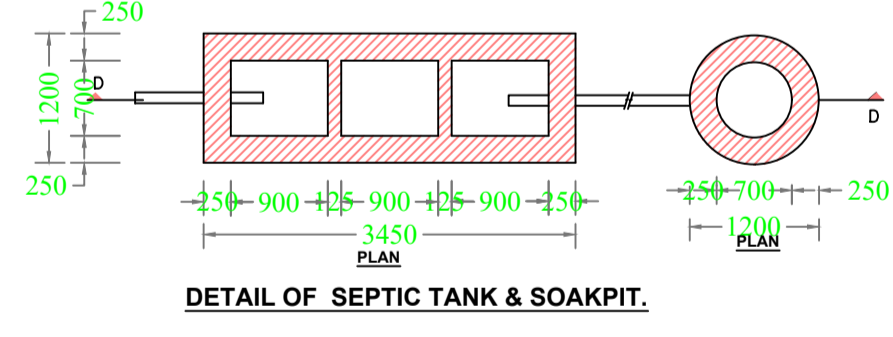 250
D
1200
700
250
250 900 125 900 125 900 250
3450
PLAN
D
250 700 250
1200
PLAN
DETAIL OF SEPTIC TANK & SOAKPIT.